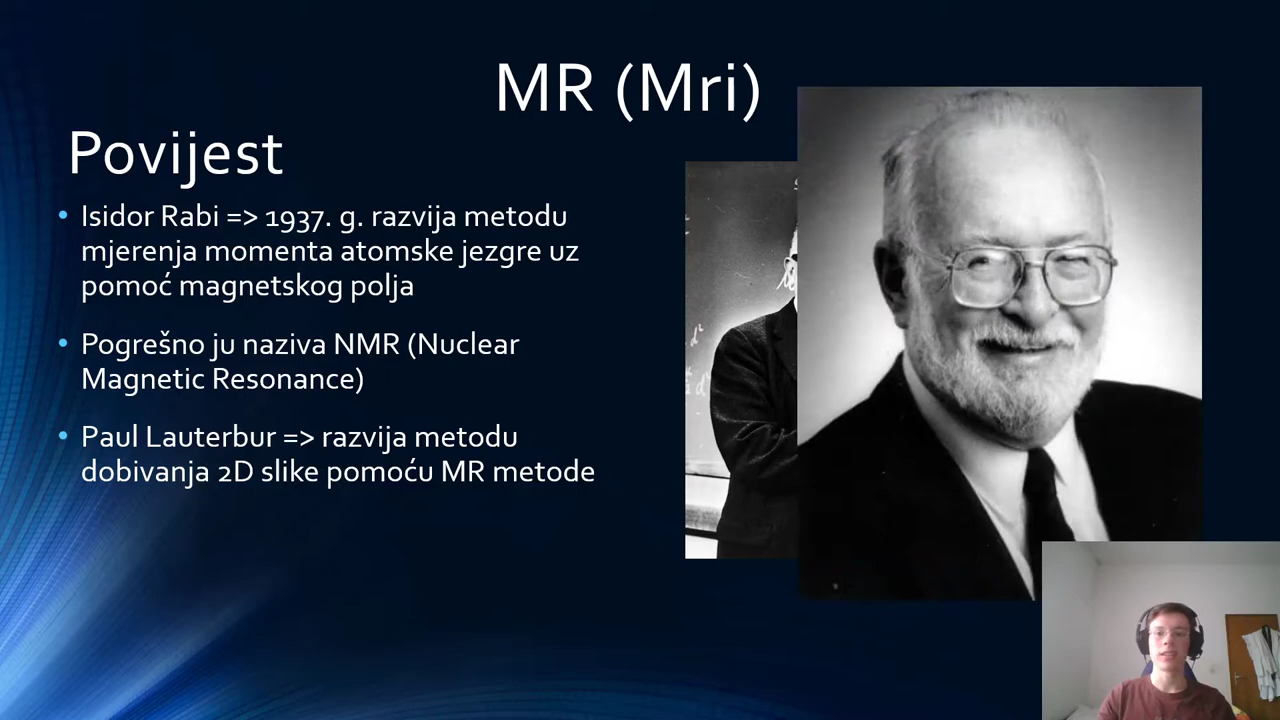 MR (Mri)
Povijest
• Isidor Rabi => 1937. g. razvija metodu
mjerenja momenta atomske jezgre uz
pomoć magnetskog polja
• Pogrešno ju naziva NMR (Nuclear
Magnetic Resonance)
• Paul Lauterbur => razvija metodu
dobivanja 2D slike pomoću MR metode